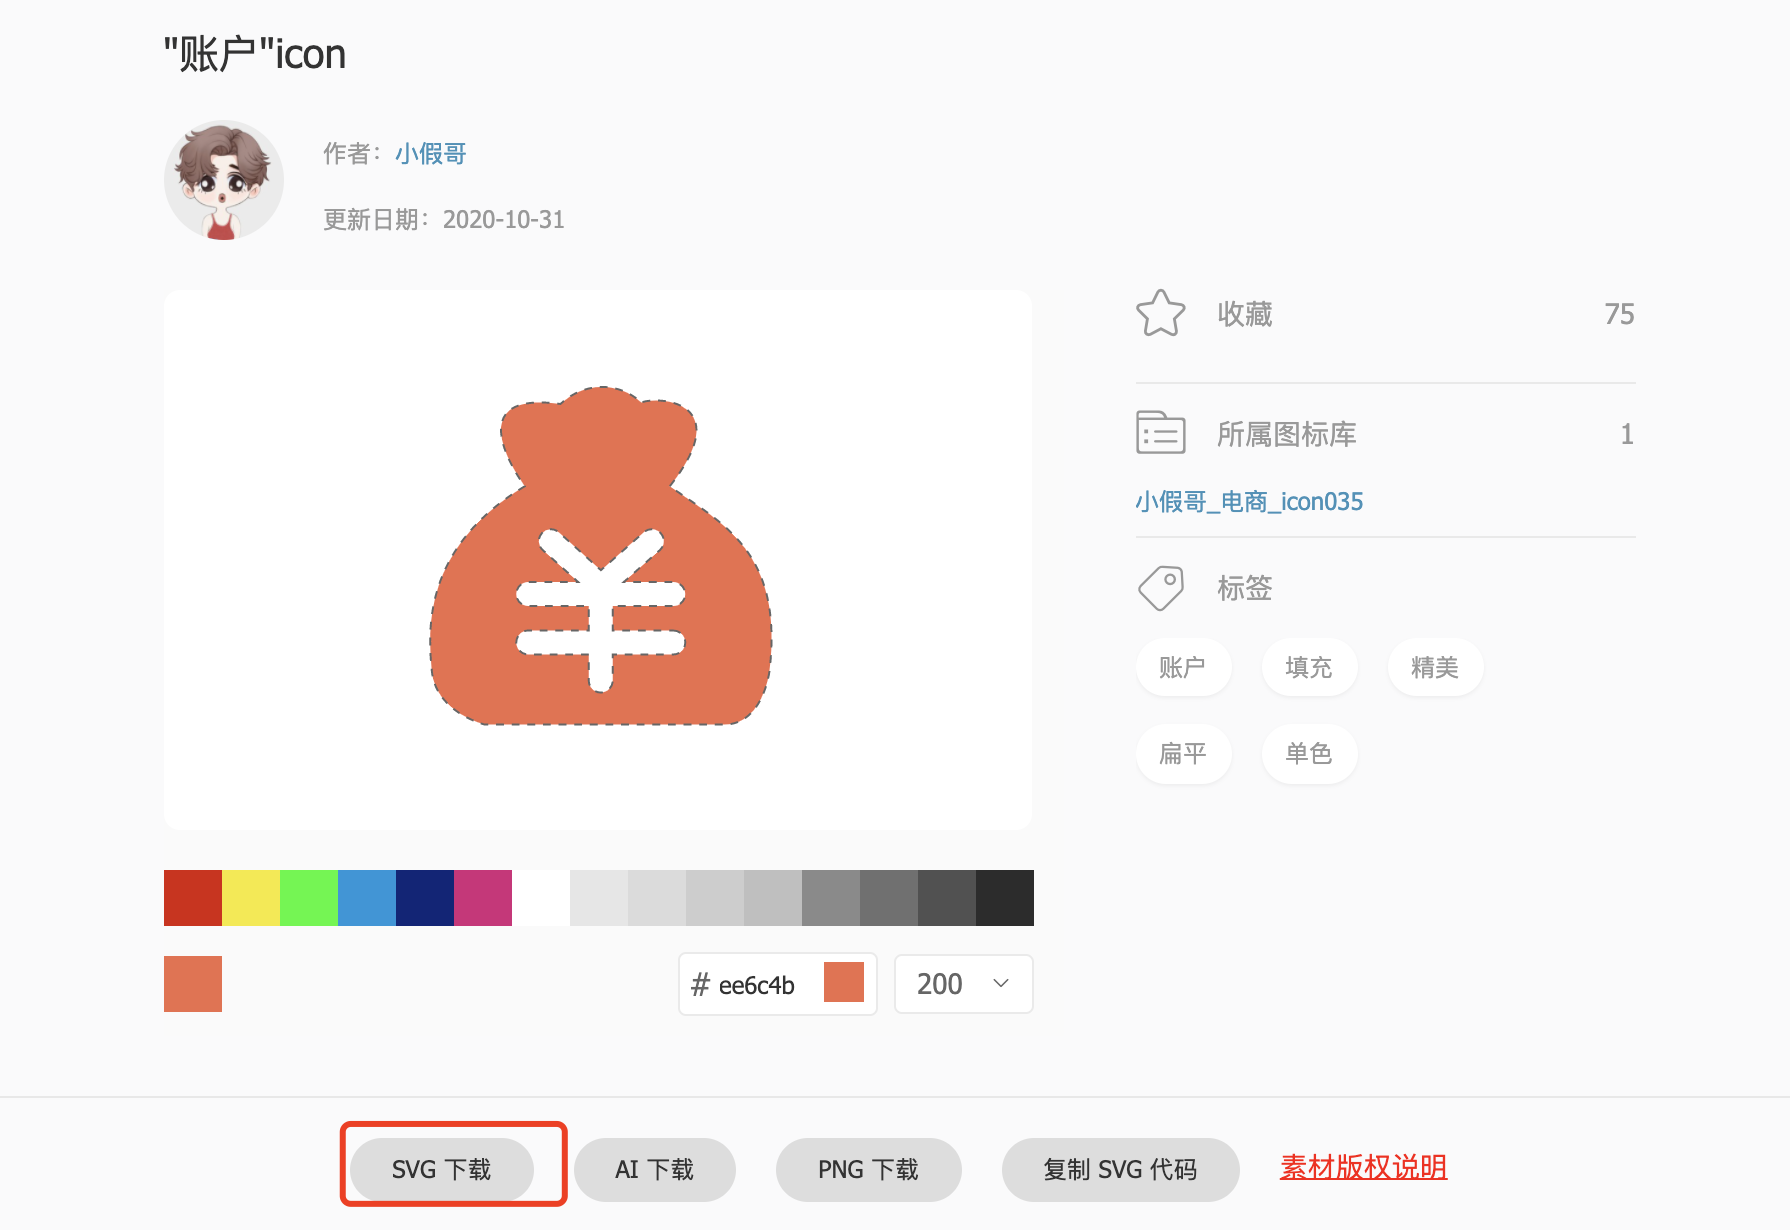 "账户"icon
作者：小假哥
更新日期：2020-10-31
收藏 75
所属图标库 1
小假哥_电商_icon035
标签
账户 填充 精美
扁平 单色
# ee6c4b 200
SVG 下载 AI 下载 PNG 下载 复制 SVG 代码 素材版权说明